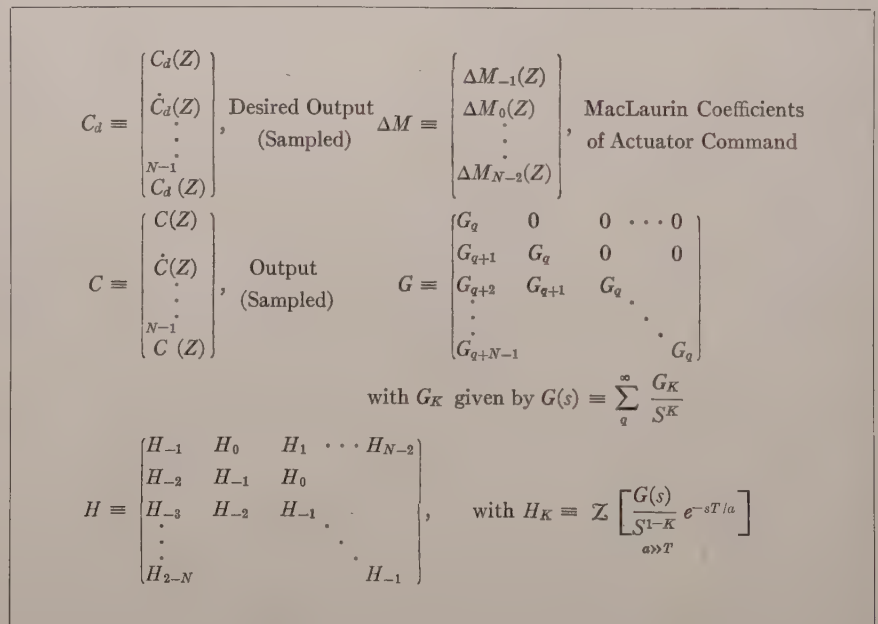 C_d ≡ [C_d(Z), Ċ_d(Z), ⋮, N−1 C_d (Z)], Desired Output (Sampled)
ΔM ≡ [ΔM_{−1}(Z), ΔM_0(Z), ⋮, ΔM_{N−2}(Z)], MacLaurin Coefficients of Actuator Command
C ≡ [C(Z), Ċ(Z), ⋮, N−1 C (Z)], Output (Sampled)
G ≡ [G_q 0 0 ⋯ 0
G_{q+1} G_q 0 0
G_{q+2} G_{q+1} G_q
⋮ ⋱
G_{q+N−1} G_q]
with G_K given by G(s) ≡ ∑_q^∞ G_K / S^K
H ≡ [H_{−1} H_0 H_1 ⋯ H_{N−2}
H_{−2} H_{−1} H_0
H_{−3} H_{−2} H_{−1}
⋮ ⋱
H_{2−N} H_{−1}], with H_K ≡ Z [G(s) / S^{1−K} e^{−sT/a}]
a≫T